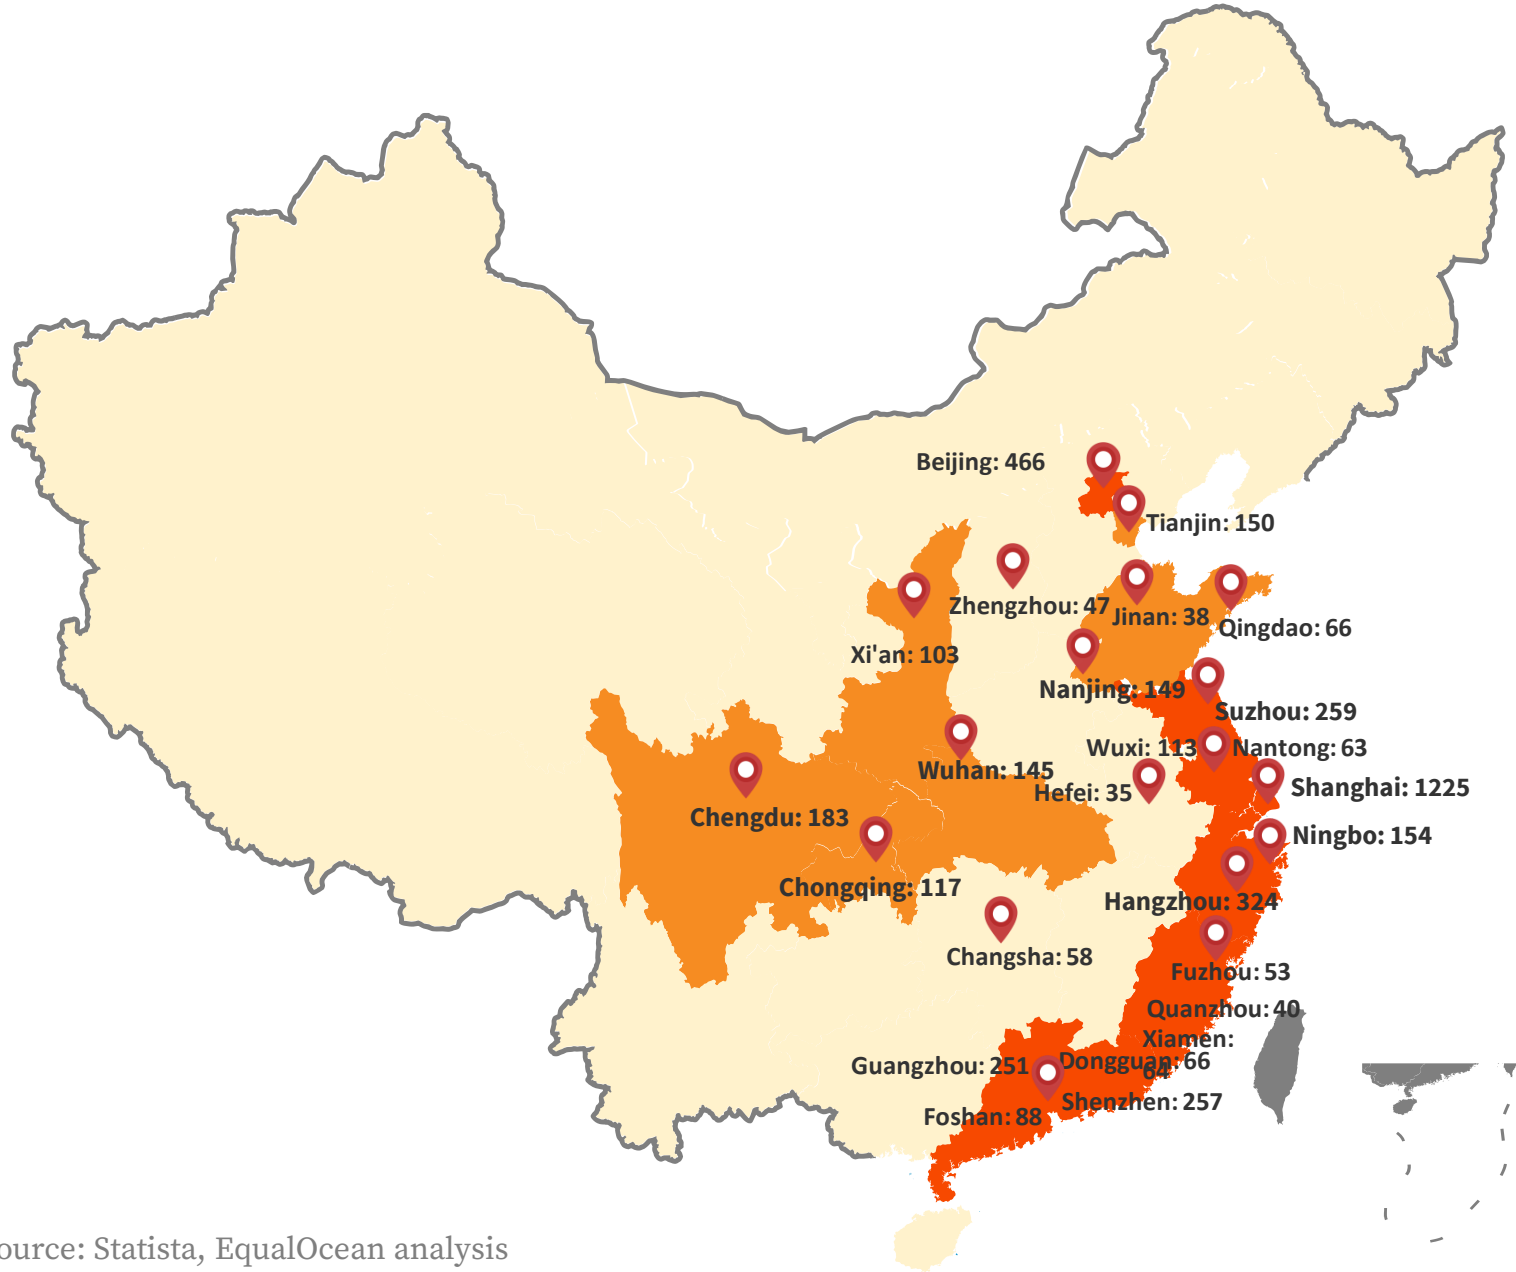 Beijing: 466
Tianjin: 150
Zhengzhou: 47
Jinan: 38
Qingdao: 66
Xi'an: 103
Nanjing: 149
Suzhou: 259
Wuxi: 113
Nantong: 63
Wuhan: 145
Hefei: 35
Shanghai: 1225
Chengdu: 183
Ningbo: 154
Chongqing: 117
Hangzhou: 324
Changsha: 58
Fuzhou: 53
Quanzhou: 40
Xiamen:
64
Guangzhou: 251
Dongguan: 66
Shenzhen: 257
Foshan: 88
ource: Statista, EqualOcean analysis